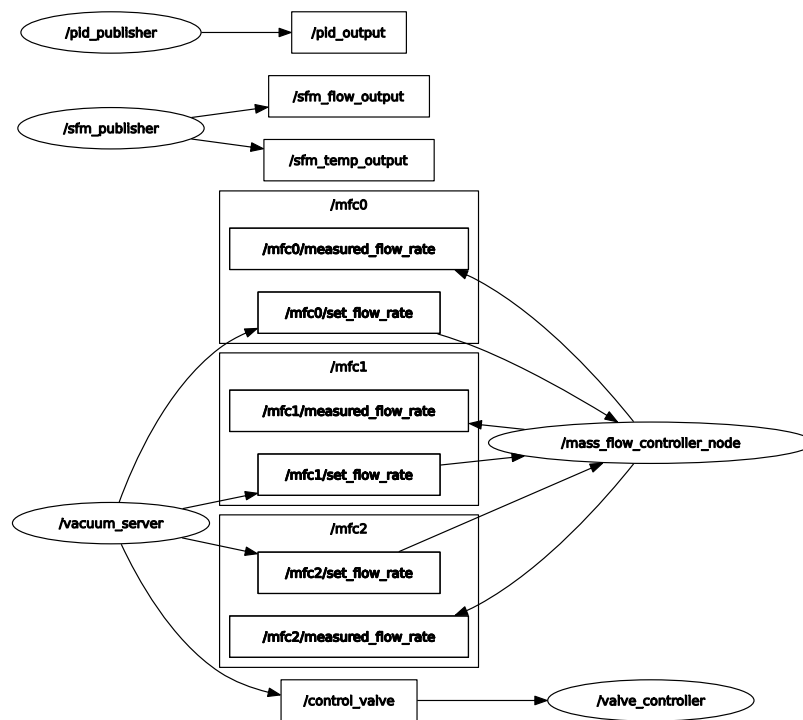 /pid_publisher
/pid_output
/sfm_flow_output
/sfm_publisher
/sfm_temp_output
/mfc0
/mfc0/measured_flow_rate
/mfc0/set_flow_rate
/mfc1
/mfc1/measured_flow_rate
/mass_flow_controller_node
/mfc1/set_flow_rate
/vacuum_server
/mfc2
/mfc2/set_flow_rate
/mfc2/measured_flow_rate
/control_valve
/valve_controller